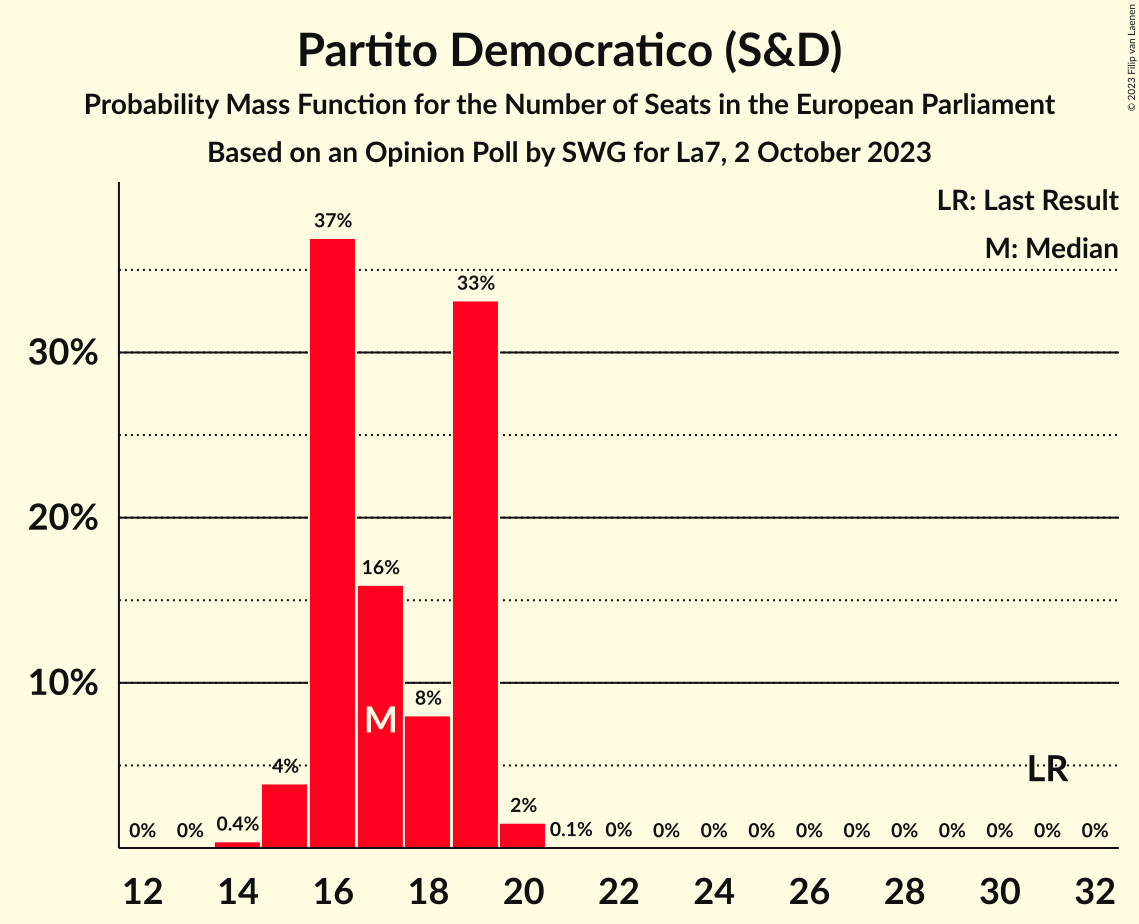 Partito Democratico (S&D)
Probability Mass Function for the Number of Seats in the European Parliament
Based on an Opinion Poll by SWG for La7, 2 October 2023
© 2023 Filip van Laenen
LR: Last Result
M: Median
37%
33%
30%
20%
16%
10%
8%
M
4%
LR
2%
0% 0% 0.4% 0.1% 0% 0% 0% 0% 0% 0% 0% 0% 0% 0% 0%
12 14 16 18 20 22 24 26 28 30 32